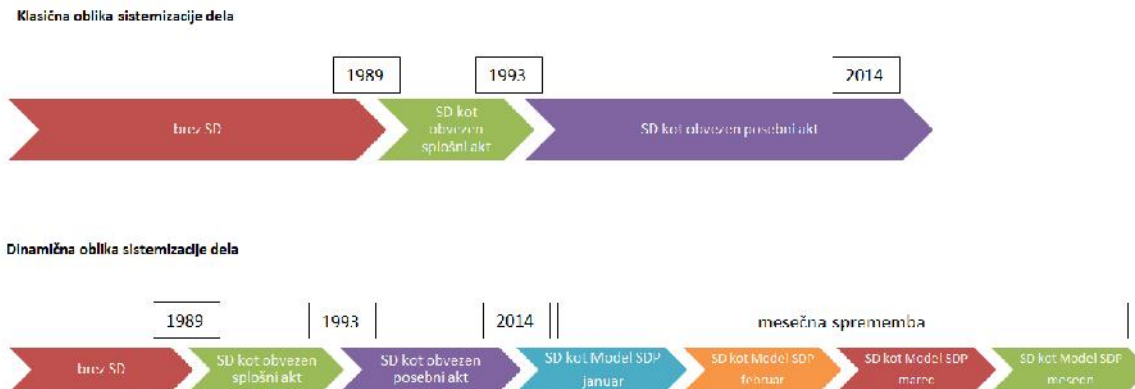 Klasična oblika sistemizacije dela
1989
1993
2014
brez SD
SD kot
obvezen
splošni akt
SD kot obvezen posebni akt
Dinamična oblika sistemizacije dela
1989
1993
2014
mesečna sprememba
brez SD
SD kot obvezen
splošni akt
SD kot obvezen
posebni akt
SD kot Model SDP
januar
SD kot Model SDP
februar
SD kot Model SDP
marec
SD kot Model SDP